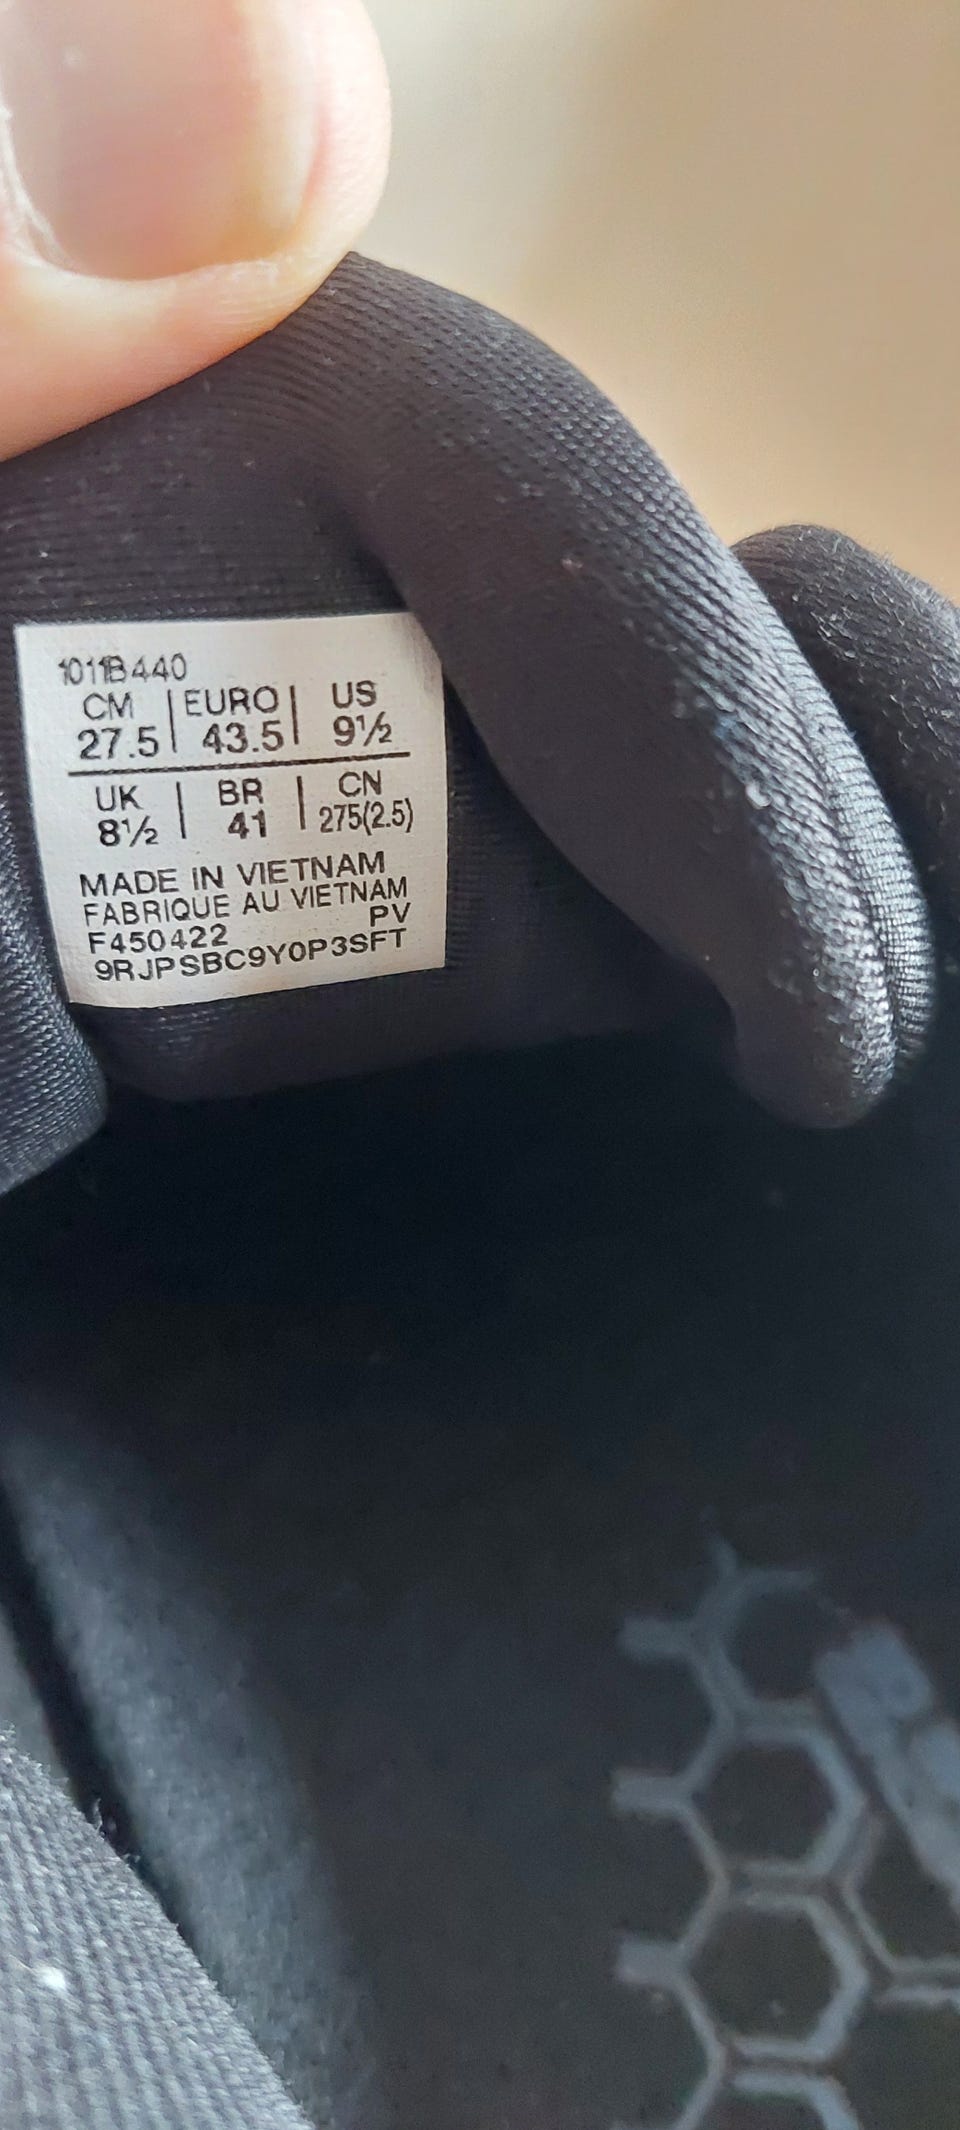 1011B440
CM | EURO | US
27.5 | 43.5 | 9½
UK | BR | CN
8½ | 41 | 275(2.5)
MADE IN VIETNAM
FABRIQUE AU VIETNAM
F450422 PV
9RJPSBC9Y0P3SFT